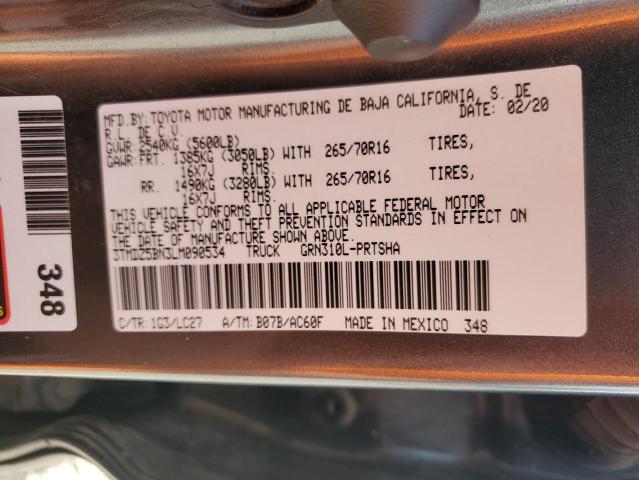 MFD.BY:TOYOTA MOTOR MANUFACTURING DE BAJA CALIFORNIA, S. DE
R.L. DE C.V. DATE: 02/20
GVWR:2540KG (5600LB)
GAWR:FRT. 1385KG (3050LB) WITH 265/70R16 TIRES,
16X7J RIMS.
RR. 1490KG (3280LB) WITH 265/70R16 TIRES,
16X7J RIMS.
THIS VEHICLE CONFORMS TO ALL APPLICABLE FEDERAL MOTOR
VEHICLE SAFETY AND THEFT PREVENTION STANDARDS IN EFFECT ON
THE DATE OF MANUFACTURE SHOWN ABOVE.
3TMDZ5BN3LM090534 TRUCK GRN310L-PRTSHA
C/TR:1G3/LC27 A/TM:B07B/AC60F MADE IN MEXICO 348
348